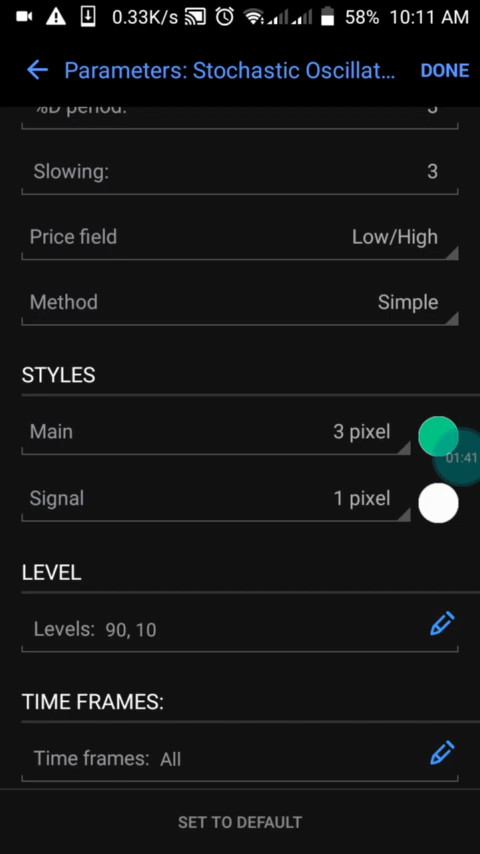 0.33K/s 58% 10:11 AM
Parameters: Stochastic Oscillat... DONE
%D period:
Slowing: 3
Price field Low/High
Method Simple
STYLES
Main 3 pixel
01:41
Signal 1 pixel
LEVEL
Levels: 90, 10
TIME FRAMES:
Time frames: All
SET TO DEFAULT